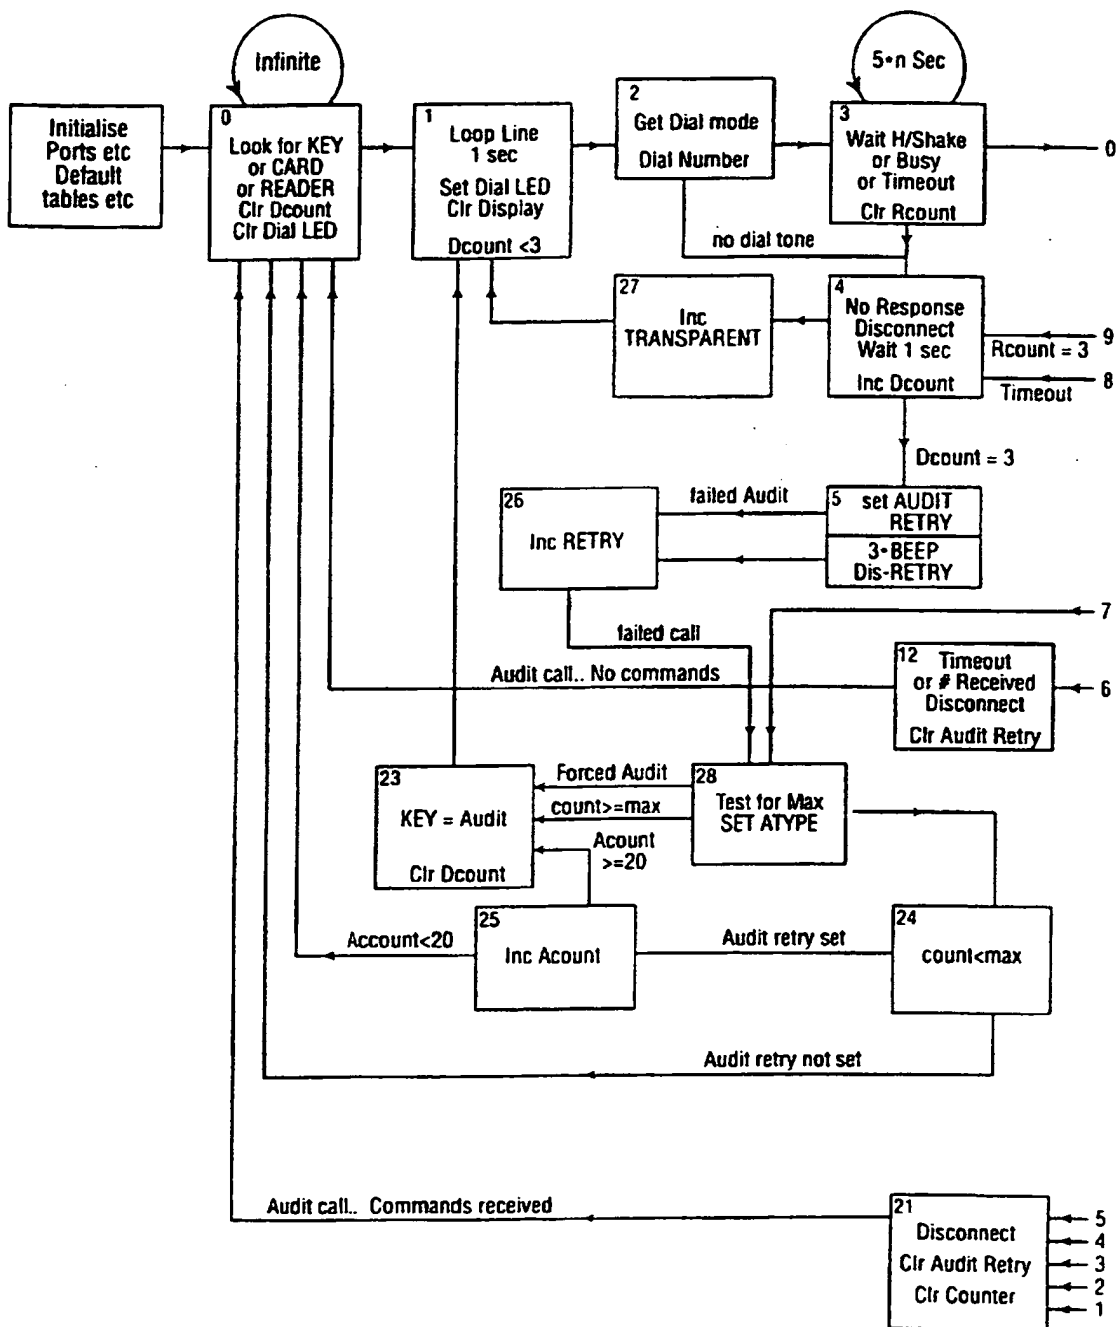 Infinite
5•n Sec
Initialise
Ports etc
Default
tables etc
0
Look for KEY
or CARD
or READER
Clr Dcount
Clr Dial LED
1
Loop Line
1 sec
Set Dial LED
Clr Display
Dcount <3
2
Get Dial mode
Dial Number
3
Wait H/Shake
or Busy
or Timeout
Clr Rcount
0
no dial tone
27
Inc
TRANSPARENT
4
No Response
Disconnect
Wait 1 sec
Inc Dcount
9
Rcount = 3
8
Timeout
Dcount = 3
26
Inc RETRY
failed Audit
5
set AUDIT
RETRY
3•BEEP
Dis-RETRY
7
failed call
Audit call.. No commands
12
Timeout
or # Received
Disconnect
Clr Audit Retry
6
23
KEY = Audit
Clr Dcount
Forced Audit
count>=max
Acount
>=20
28
Test for Max
SET ATYPE
Account<20
25
Inc Acount
Audit retry set
24
count<max
Audit retry not set
Audit call.. Commands received
21
Disconnect
Clr Audit Retry
Clr Counter
5
4
3
2
1